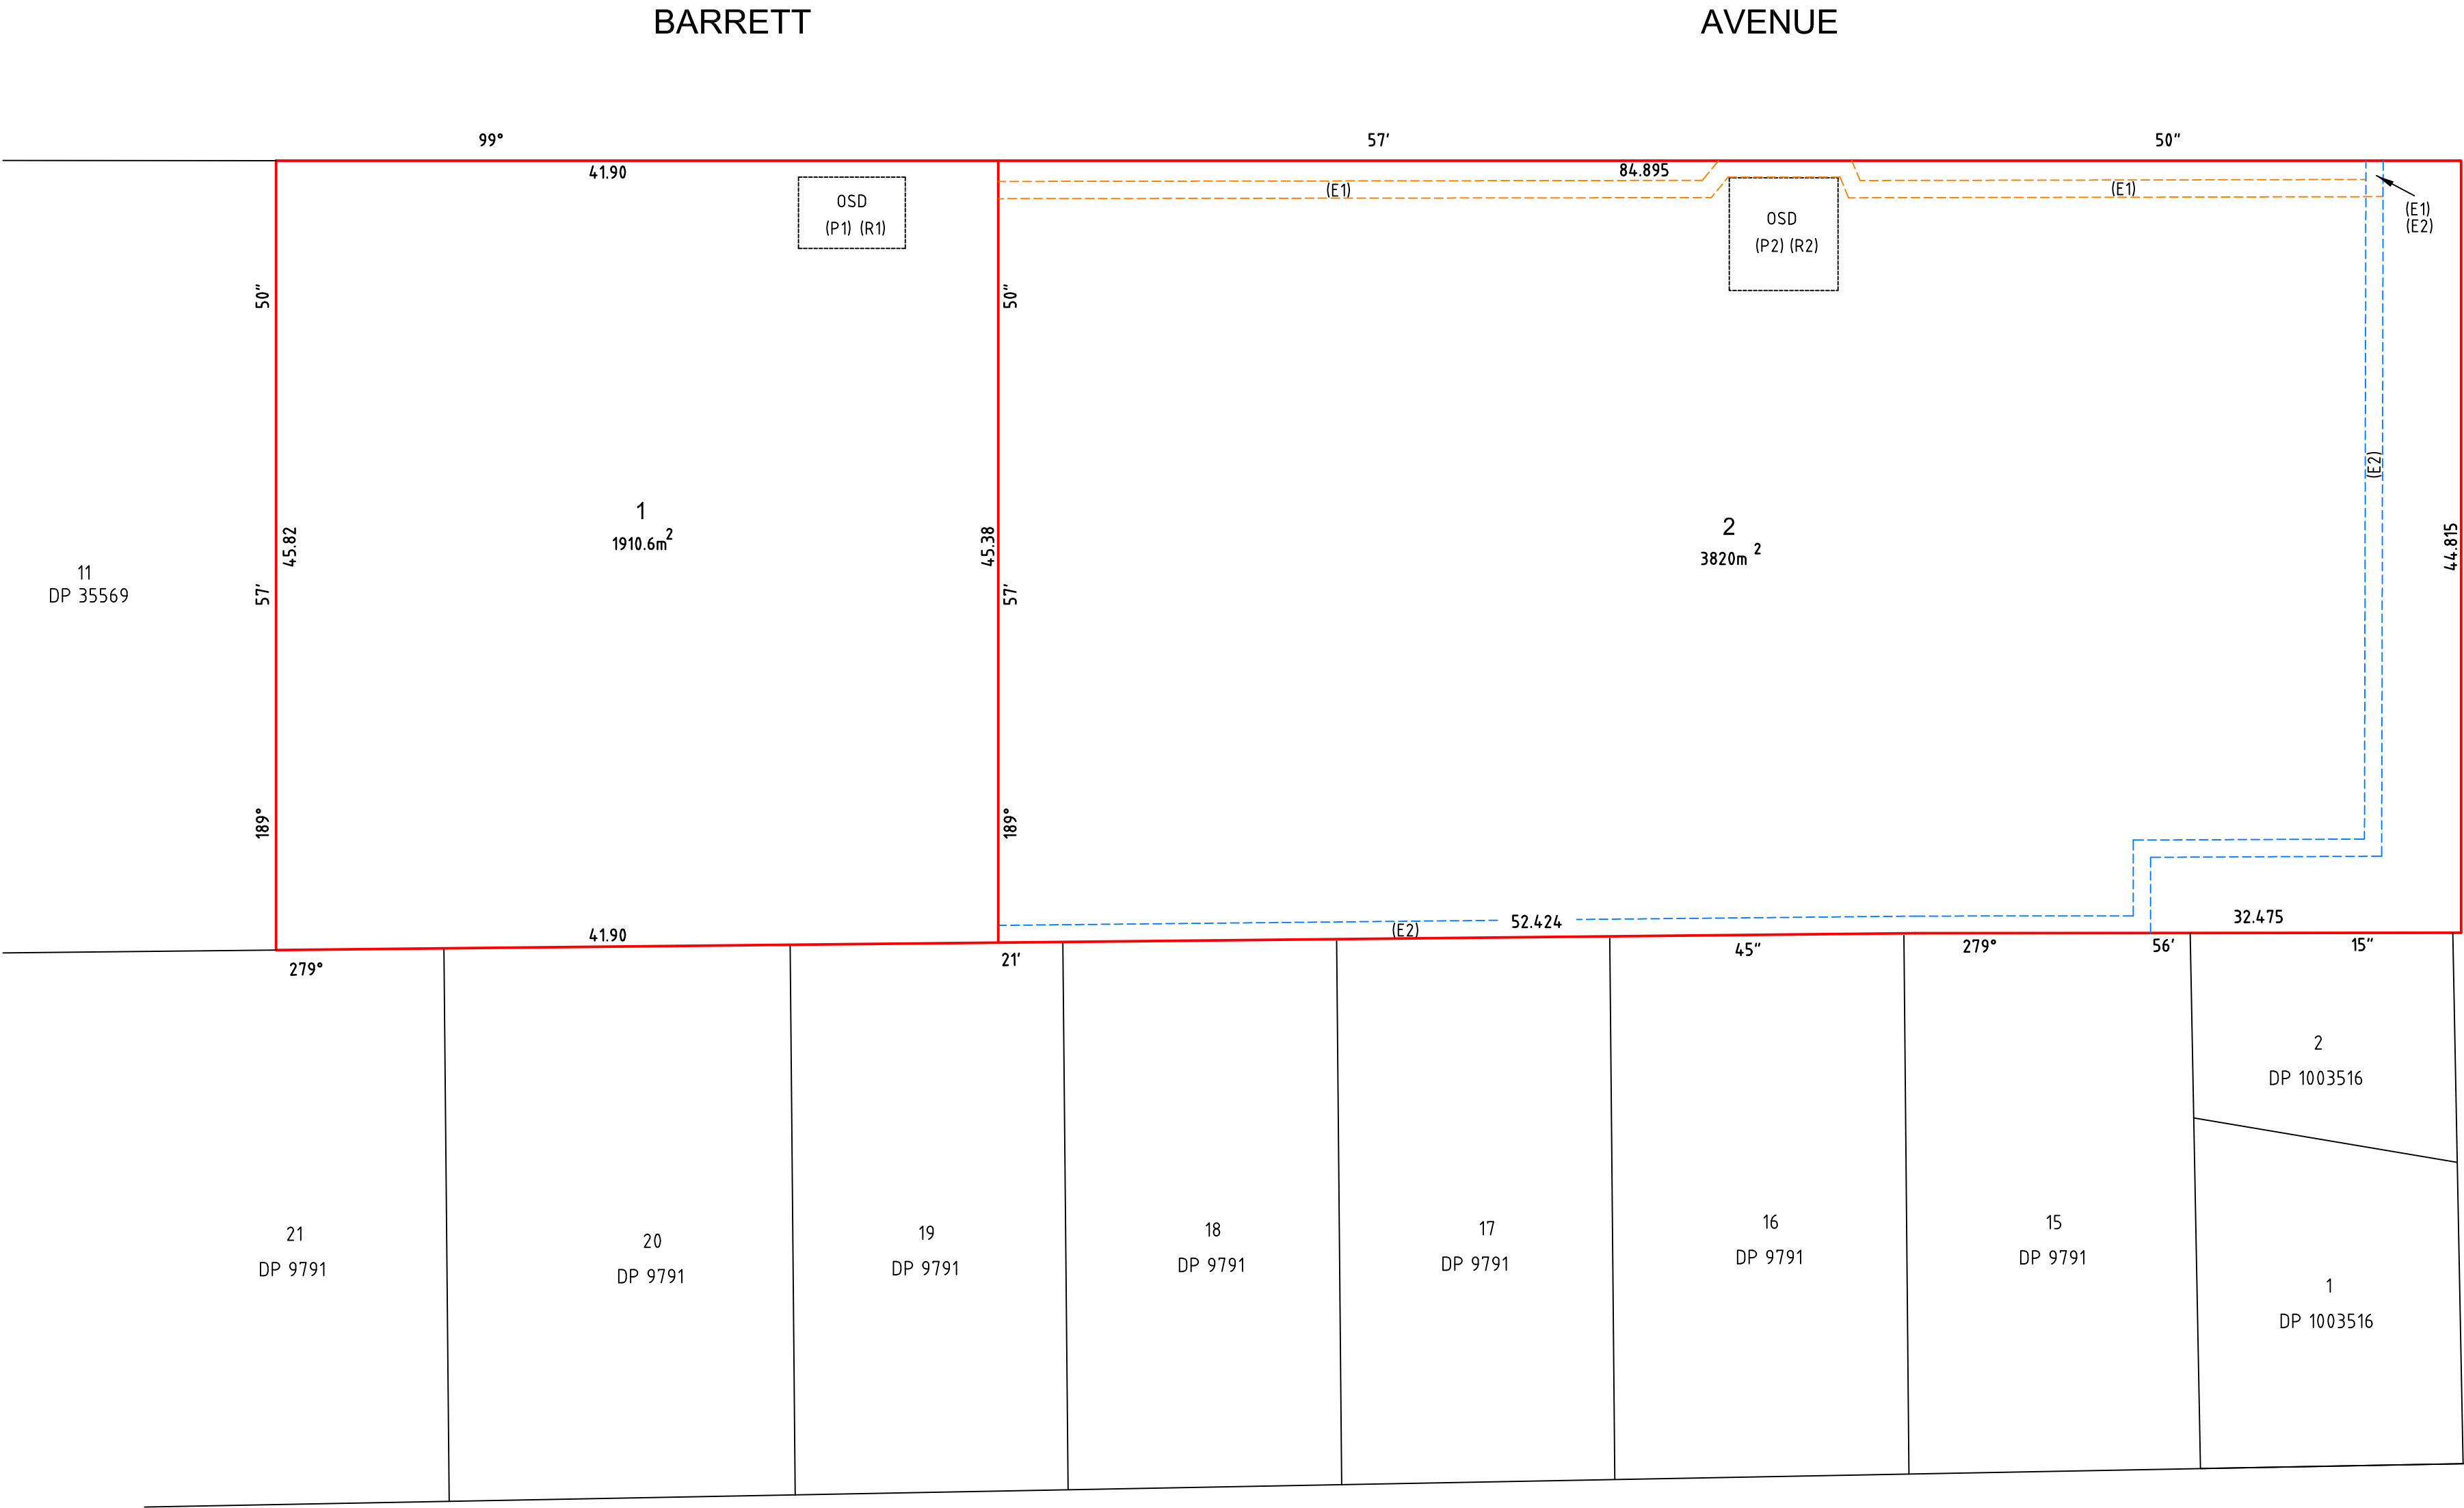 BARRETT AVENUE
99° 57' 50"
41.90
84.895
(E1)
(E1)
(E1)
(E2)
OSD
(P1) (R1)
OSD
(P2) (R2)
50"
50"
(E2)
1
1910.6m²
2
3820m²
45.82
45.38
44.815
11
DP 35569
57'
57'
189°
189°
41.90
(E2)
52.424
32.475
279° 21' 45"
279° 56' 15"
2
DP 1003516
21
DP 9791
20
DP 9791
19
DP 9791
18
DP 9791
17
DP 9791
16
DP 9791
15
DP 9791
1
DP 1003516